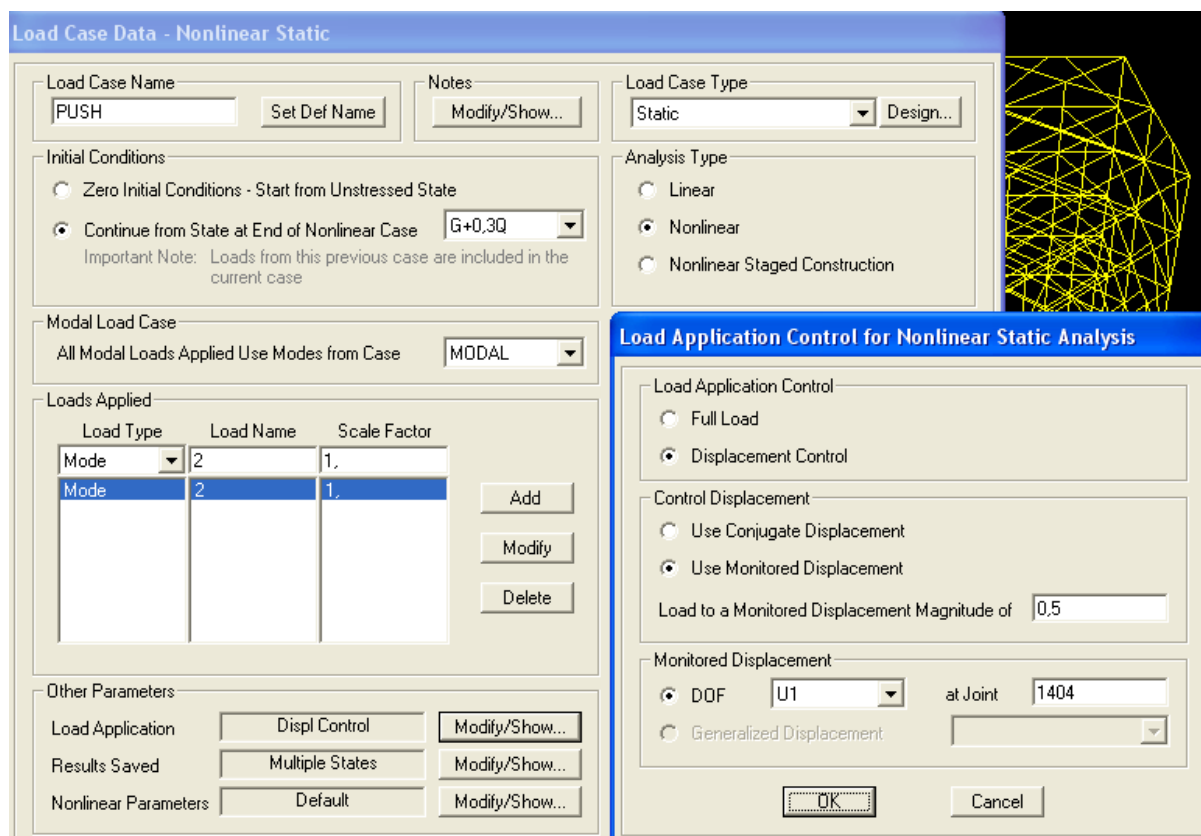 Load Case Data - Nonlinear Static
Load Case Name
PUSH
Set Def Name
Notes
Modify/Show...
Load Case Type
Static
Design...
Initial Conditions
Zero Initial Conditions - Start from Unstressed State
Continue from State at End of Nonlinear Case
G+0,3Q
Important Note: Loads from this previous case are included in the
current case
Analysis Type
Linear
Nonlinear
Nonlinear Staged Construction
Modal Load Case
All Modal Loads Applied Use Modes from Case
MODAL
Loads Applied
Load Type Load Name Scale Factor
Mode 2 1,
Mode 2 1,
Add
Modify
Delete
Other Parameters
Load Application Displ Control Modify/Show...
Results Saved Multiple States Modify/Show...
Nonlinear Parameters Default Modify/Show...
Load Application Control for Nonlinear Static Analysis
Load Application Control
Full Load
Displacement Control
Control Displacement
Use Conjugate Displacement
Use Monitored Displacement
Load to a Monitored Displacement Magnitude of 0,5
Monitored Displacement
DOF U1 at Joint 1404
Generalized Displacement
OK Cancel